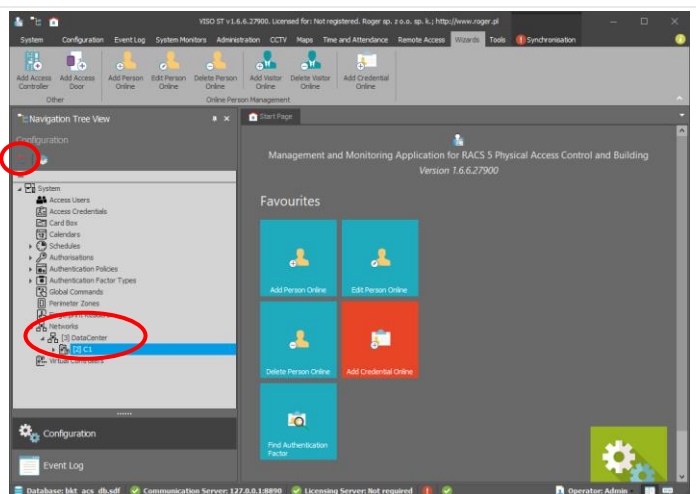 VISO ST v1.6.6.27900. Licensed for: Not registered. Roger sp. z o.o. sp. k.; http://www.roger.pl
System Configuration Event Log System Monitors Administration CCTV Maps Time and Attendance Remote Access Wizards Tools Synchronisation
Add Access Controller
Add Access Door
Add Person Online
Edit Person Online
Delete Person Online
Add Visitor Online
Delete Visitor Online
Add Credential Online
Other
Online Person Management
Navigation Tree View
Start Page
Configuration
Management and Monitoring Application for RACS 5 Physical Access Control and Building
Version 1.6.6.27900
System
Access Users
Access Credentials
Card Box
Calendars
Schedules
Authorisations
Authentication Policies
Authentication Factor Types
Global Commands
Perimeter Zones
Networks
[3] DataCenter
[2] C1
Virtual Controllers
Favourites
Add Person Online
Edit Person Online
Delete Person Online
Add Credential Online
Find Authentication
Factor
Configuration
Event Log
Database: bkt_acs_db.sdf Communication Server: 127.0.0.1:8890 Licensing Server: Not required Operator: Admin